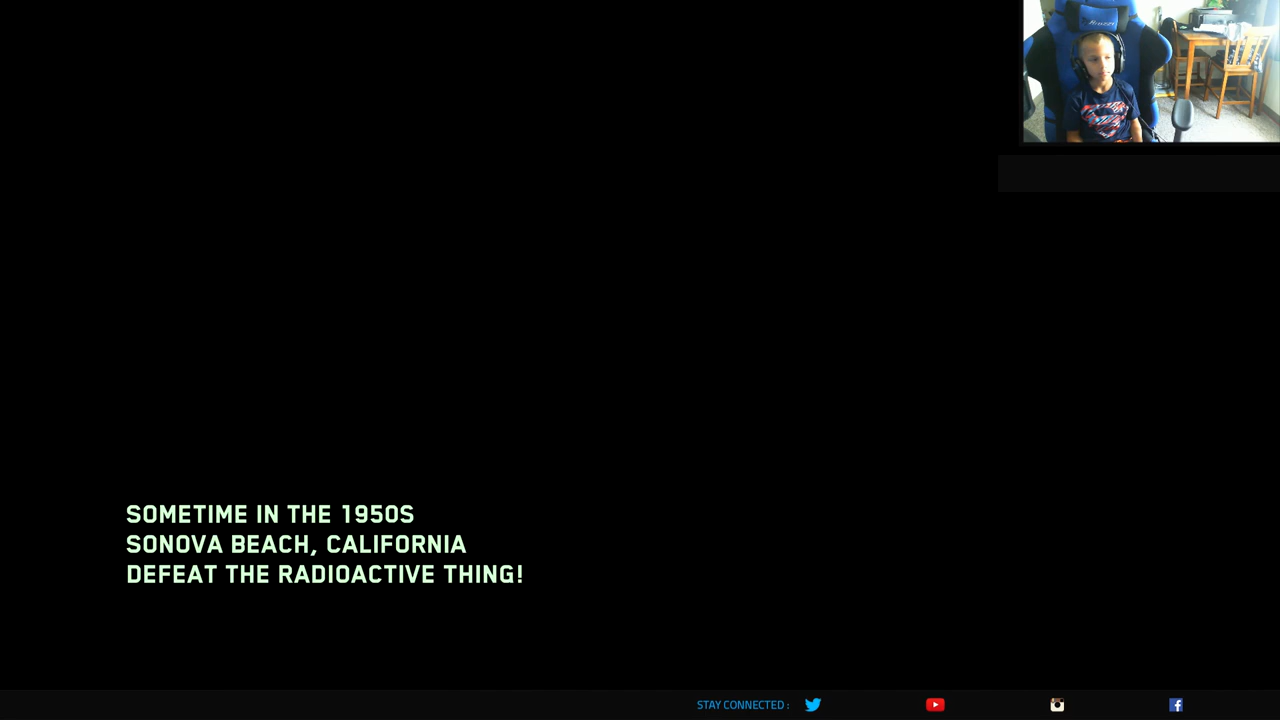 SOMETIME IN THE 1950S
SONOVA BEACH, CALIFORNIA
DEFEAT THE RADIOACTIVE THING!
STAY CONNECTED :